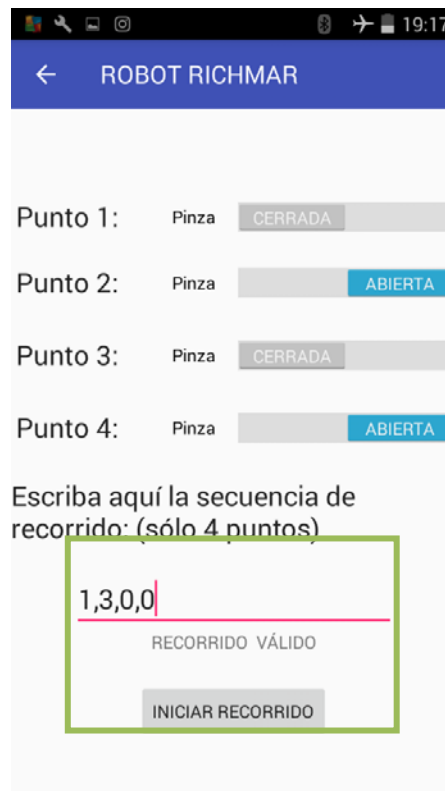 19:17
ROBOT RICHMAR
Punto 1: Pinza CERRADA
Punto 2: Pinza ABIERTA
Punto 3: Pinza CERRADA
Punto 4: Pinza ABIERTA
Escriba aquí la secuencia de
recorrido: (sólo 4 puntos)
1,3,0,0
RECORRIDO VÁLIDO
INICIAR RECORRIDO